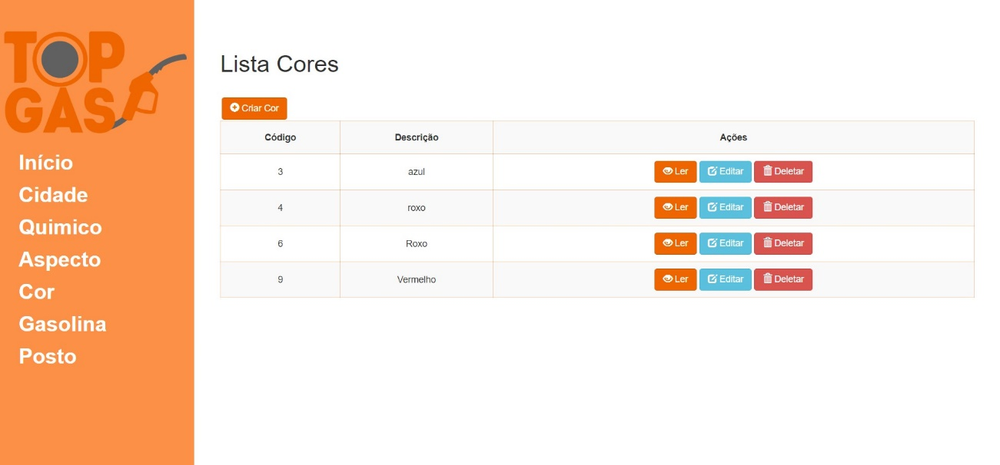 TOP
GAS
Início
Cidade
Quimico
Aspecto
Cor
Gasolina
Posto
Lista Cores
Criar Cor
Código Descrição Ações
3 azul Ler Editar Deletar
4 roxo Ler Editar Deletar
6 Roxo Ler Editar Deletar
9 Vermelho Ler Editar Deletar